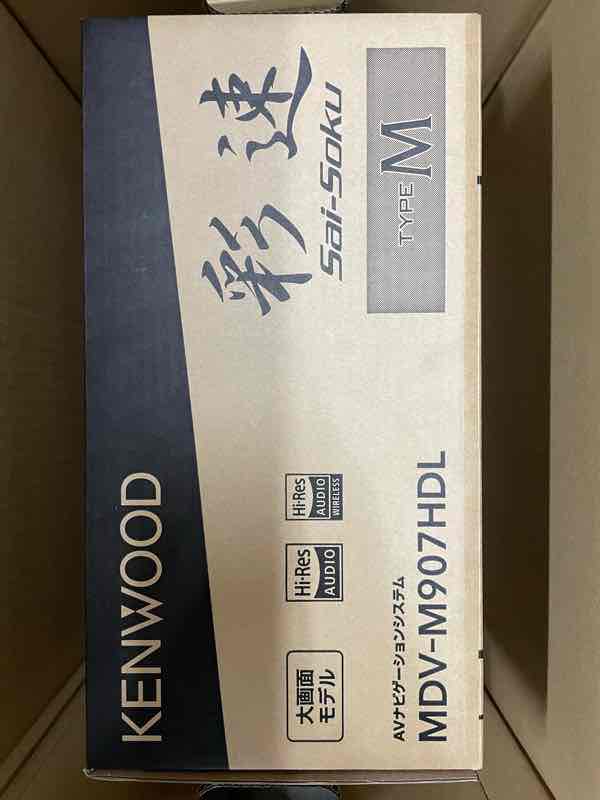 KENWOOD
彩速
Sai-Soku
TYPE M
大画面
モデル
Hi-Res
AUDIO
Hi-Res
AUDIO
WIRELESS
AVナビゲーションシステム
MDV-M907HDL